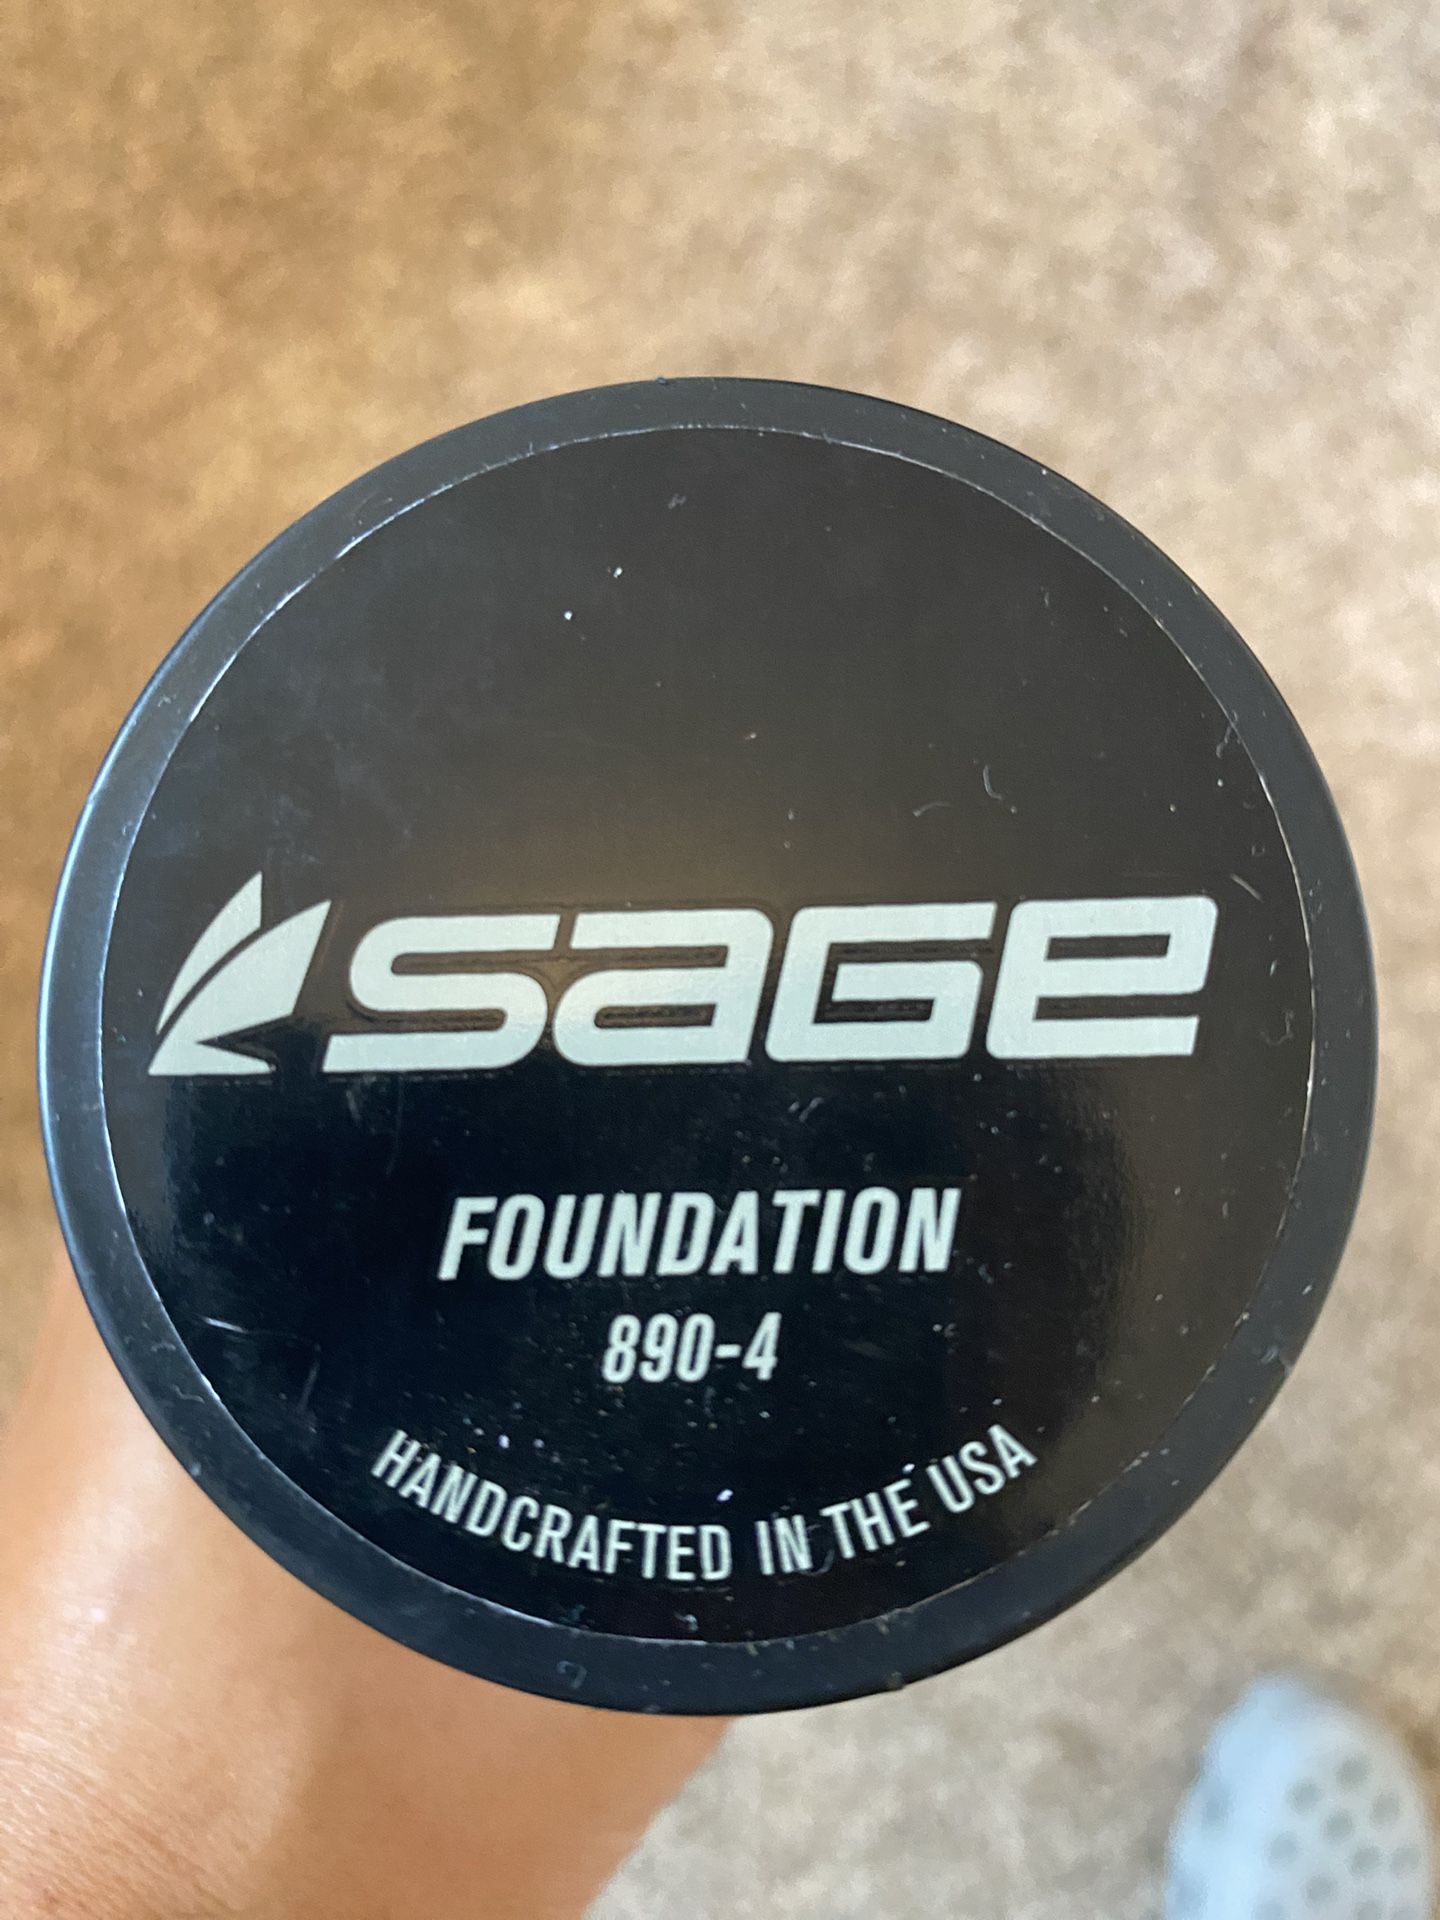 sage
FOUNDATION
890-4
HANDCRAFTED IN THE USA